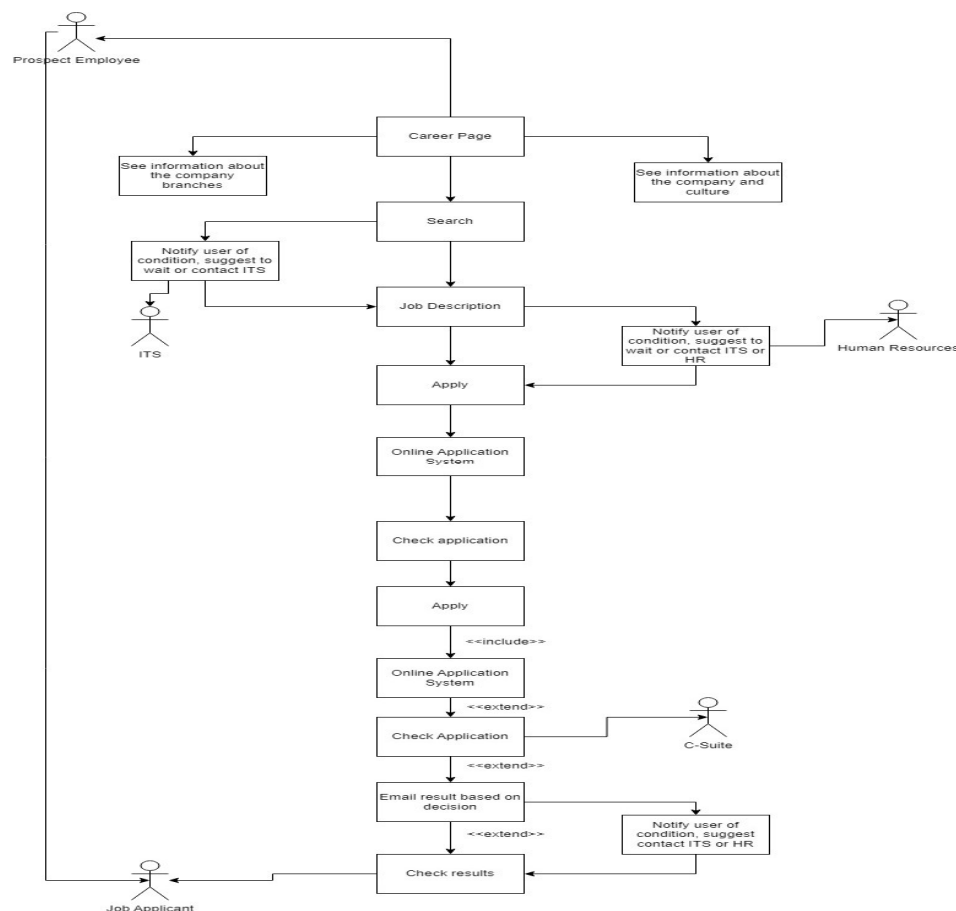 Prospect Employee
Career Page
See information about
the company
branches
See information about
the company and
culture
Search
Notify user of
condition, suggest to
wait or contact ITS
Job Description
ITS
Notify user of
condition, suggest to
wait or contact ITS or
HR
Human Resources
Apply
Online Application
System
Check application
Apply
<<include>>
Online Application
System
<<extend>>
Check Application
C-Suite
<<extend>>
Email result based on
decision
Notify user of
condition, suggest
contact ITS or HR
<<extend>>
Check results
Job Applicant